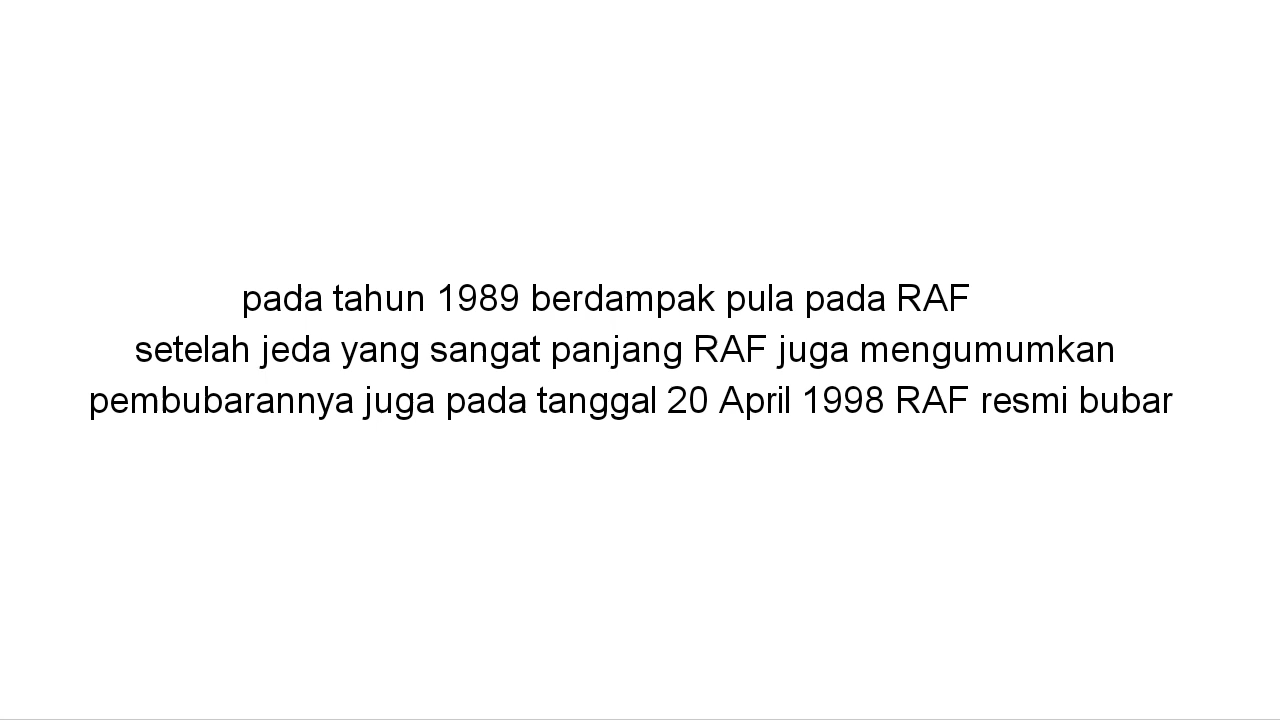 pada tahun 1989 berdampak pula pada RAF
setelah jeda yang sangat panjang RAF juga mengumumkan
pembubarannya juga pada tanggal 20 April 1998 RAF resmi bubar